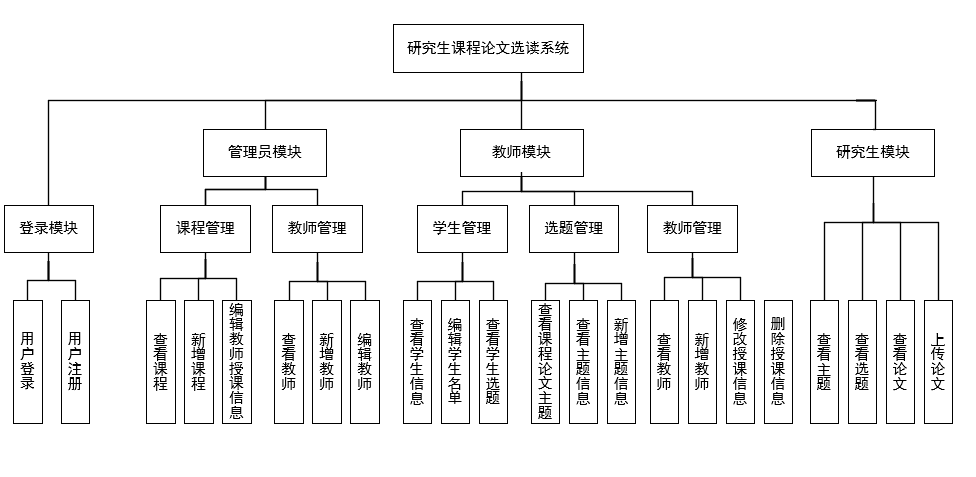 研究生课程论文选读系统
管理员模块
教师模块
研究生模块
登录模块
课程管理
教师管理
学生管理
选题管理
教师管理
用户登录
用户注册
查看课程
新增课程
编辑教师授课信息
查看教师
新增教师
编辑教师
查看学生信息
编辑学生名单
查看学生选题
查看课程论文主题
查看主题信息
新增主题信息
查看教师
新增教师
修改授课信息
删除授课信息
查看主题
查看选题
查看论文
上传论文